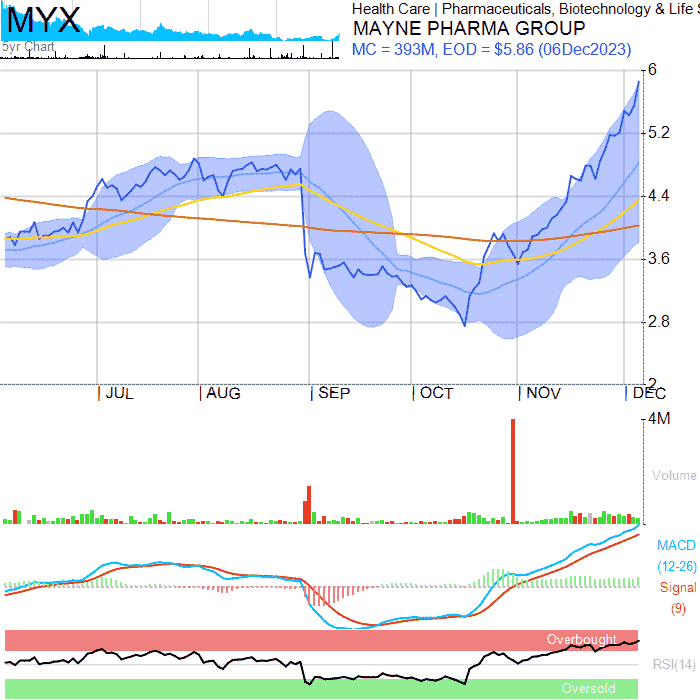 MYX
5yr Chart
Health Care | Pharmaceuticals, Biotechnology & Life S
MAYNE PHARMA GROUP
MC = 393M, EOD = $5.86 (06Dec2023)
6
5.2
4.4
3.6
2.8
2
| JUL | AUG | SEP | OCT | NOV | DEC
4M
Volume
MACD
(12-26)
Signal
(9)
Overbought
RSI(14)
Oversold